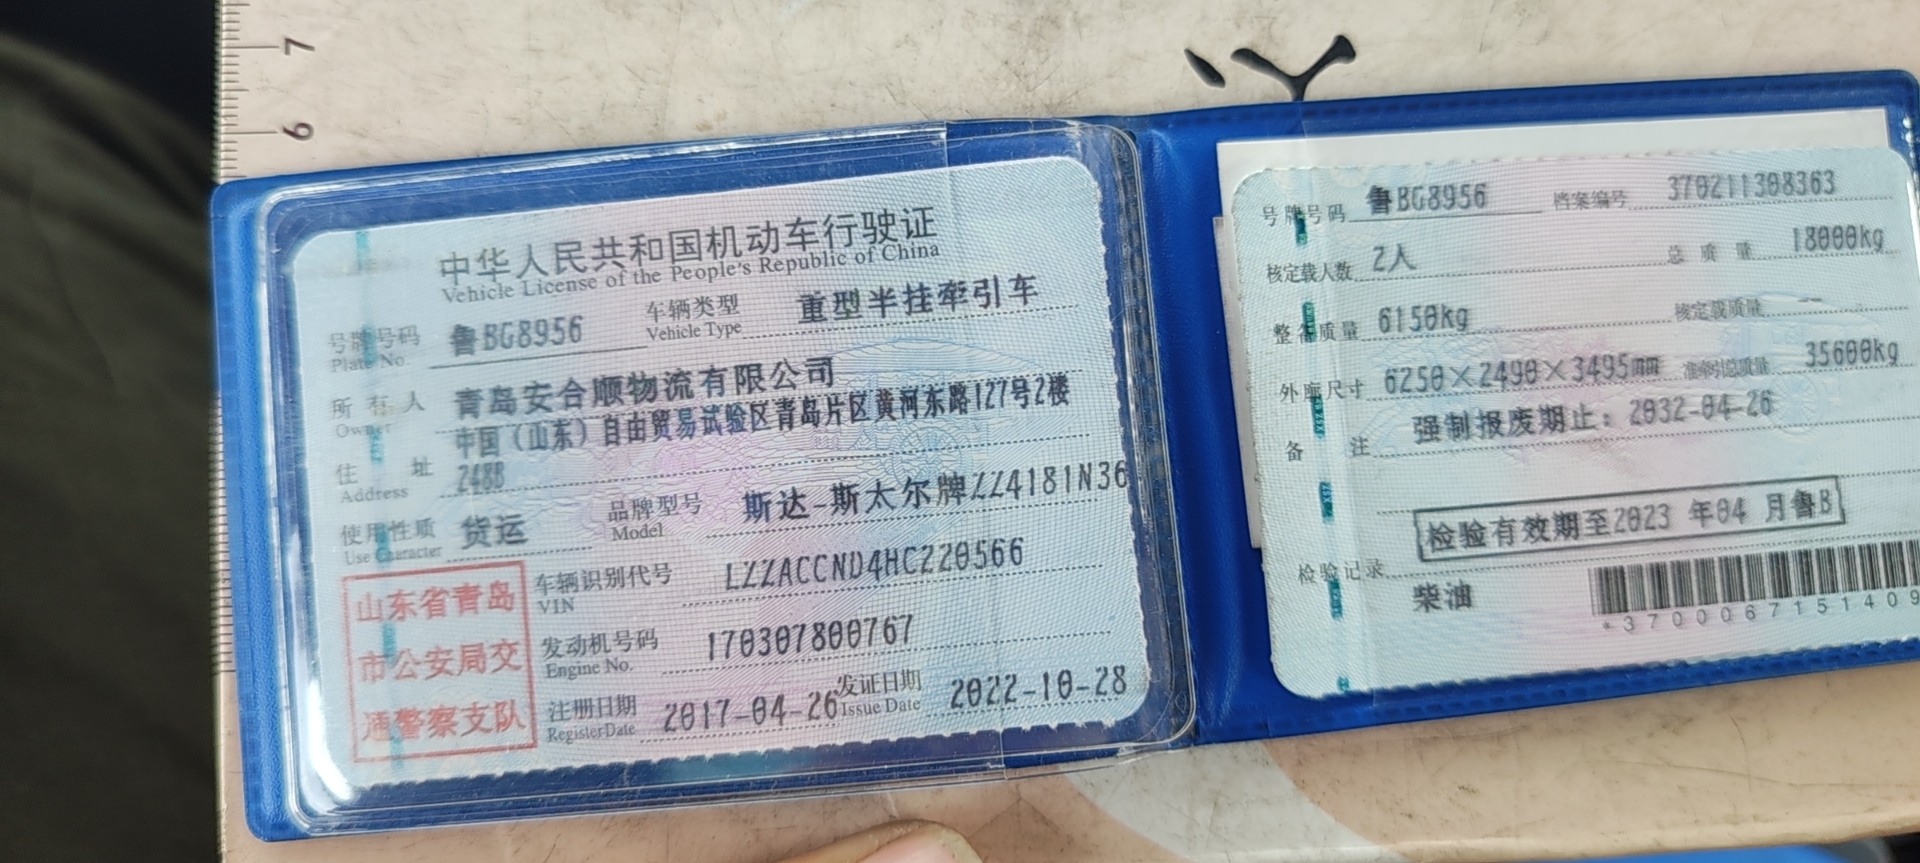 7
6
中华人民共和国机动车行驶证
Vehicle License of the People's Republic of China
号牌号码 鲁BG8956 车辆类型 重型半挂牵引车
Plate No. Vehicle Type
所有人 青岛安合顺物流有限公司
Owner
中国（山东）自由贸易试验区青岛片区黄河东路127号2楼
住址 248B
Address
使用性质 货运 品牌型号 斯达-斯太尔牌ZZ4181N36
Use Character Model
山东省青岛
市公安局交
通警察支队
车辆识别代号 LZZACCND4HC220566
VIN
发动机号码 170307800767
Engine No.
注册日期 2017-04-26 发证日期 2022-10-28
Register Date Issue Date
号牌号码 鲁BG8956 档案编号 370211308363
核定载人数 2人 总质量 18000kg
整备质量 6150kg 核定载质量 --
外廓尺寸 6250×2490×3495mm 准牵引总质量 35600kg
备注 强制报废期止：2032-04-26
检验有效期至2023 年04 月鲁B
检验记录
柴油
*3700067151409